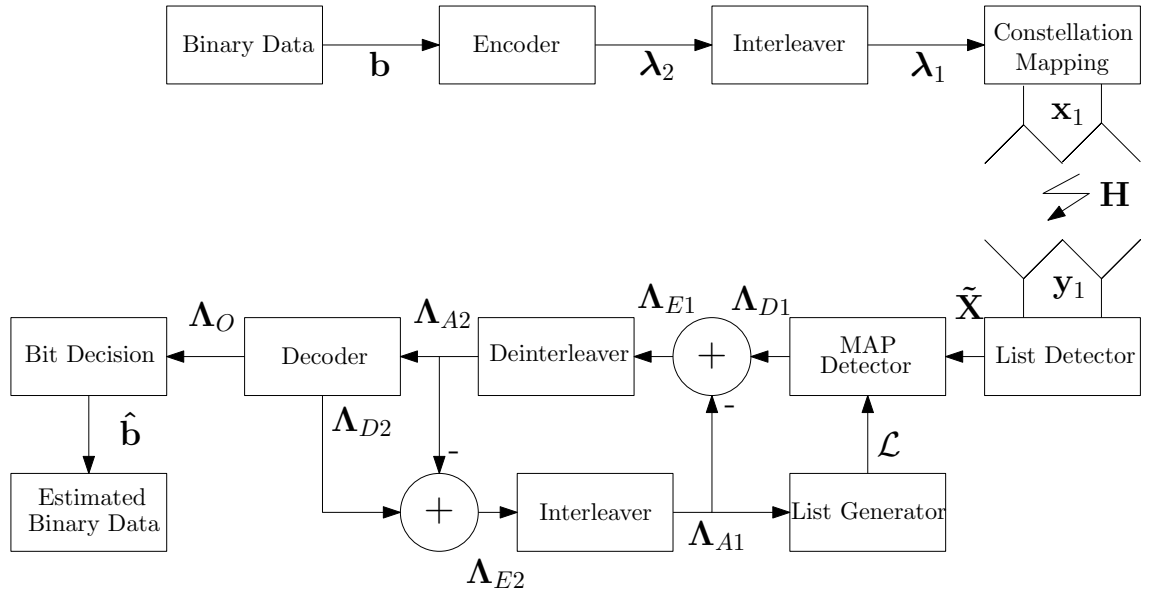 Binary Data
Encoder
Interleaver
Constellation
Mapping
b
λ2
λ1
x1
H
y1
X̃
ΛO
ΛA2
ΛE1
ΛD1
Bit Decision
Decoder
Deinterleaver
+
MAP
Detector
List Detector
-
b̂
ΛD2
-
ℒ
Estimated
Binary Data
+
Interleaver
List Generator
ΛA1
ΛE2